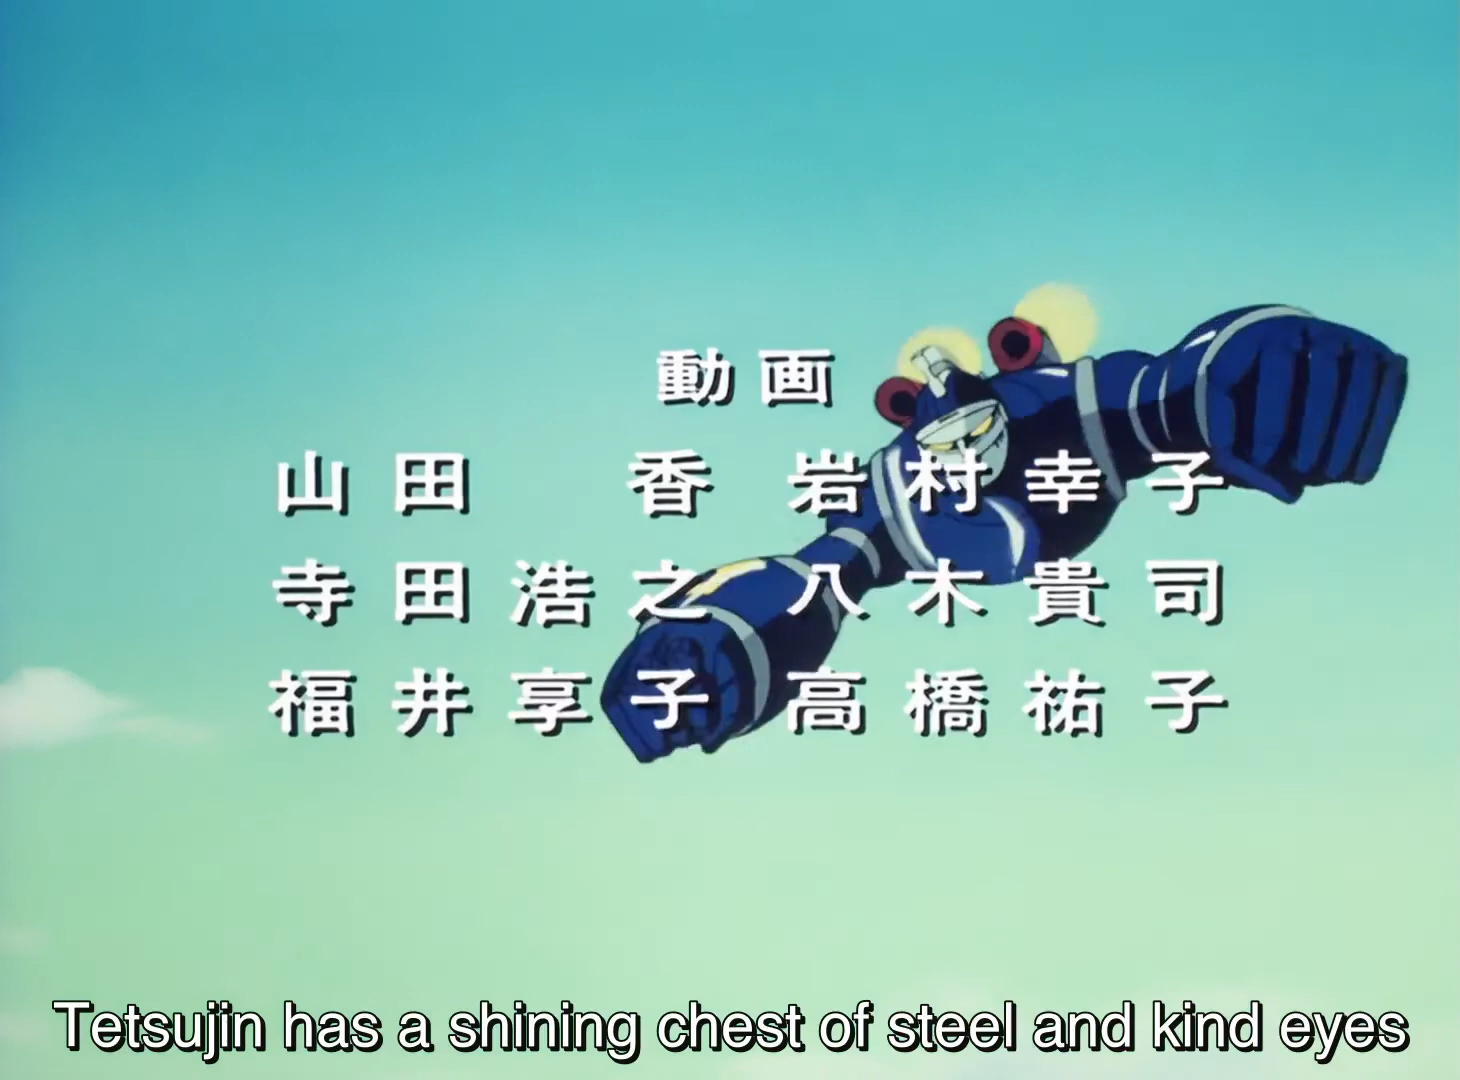 動画
山田 香 岩村幸子
寺田浩之 八木貴司
福井享子 高橋祐子
Tetsujin has a shining chest of steel and kind eyes